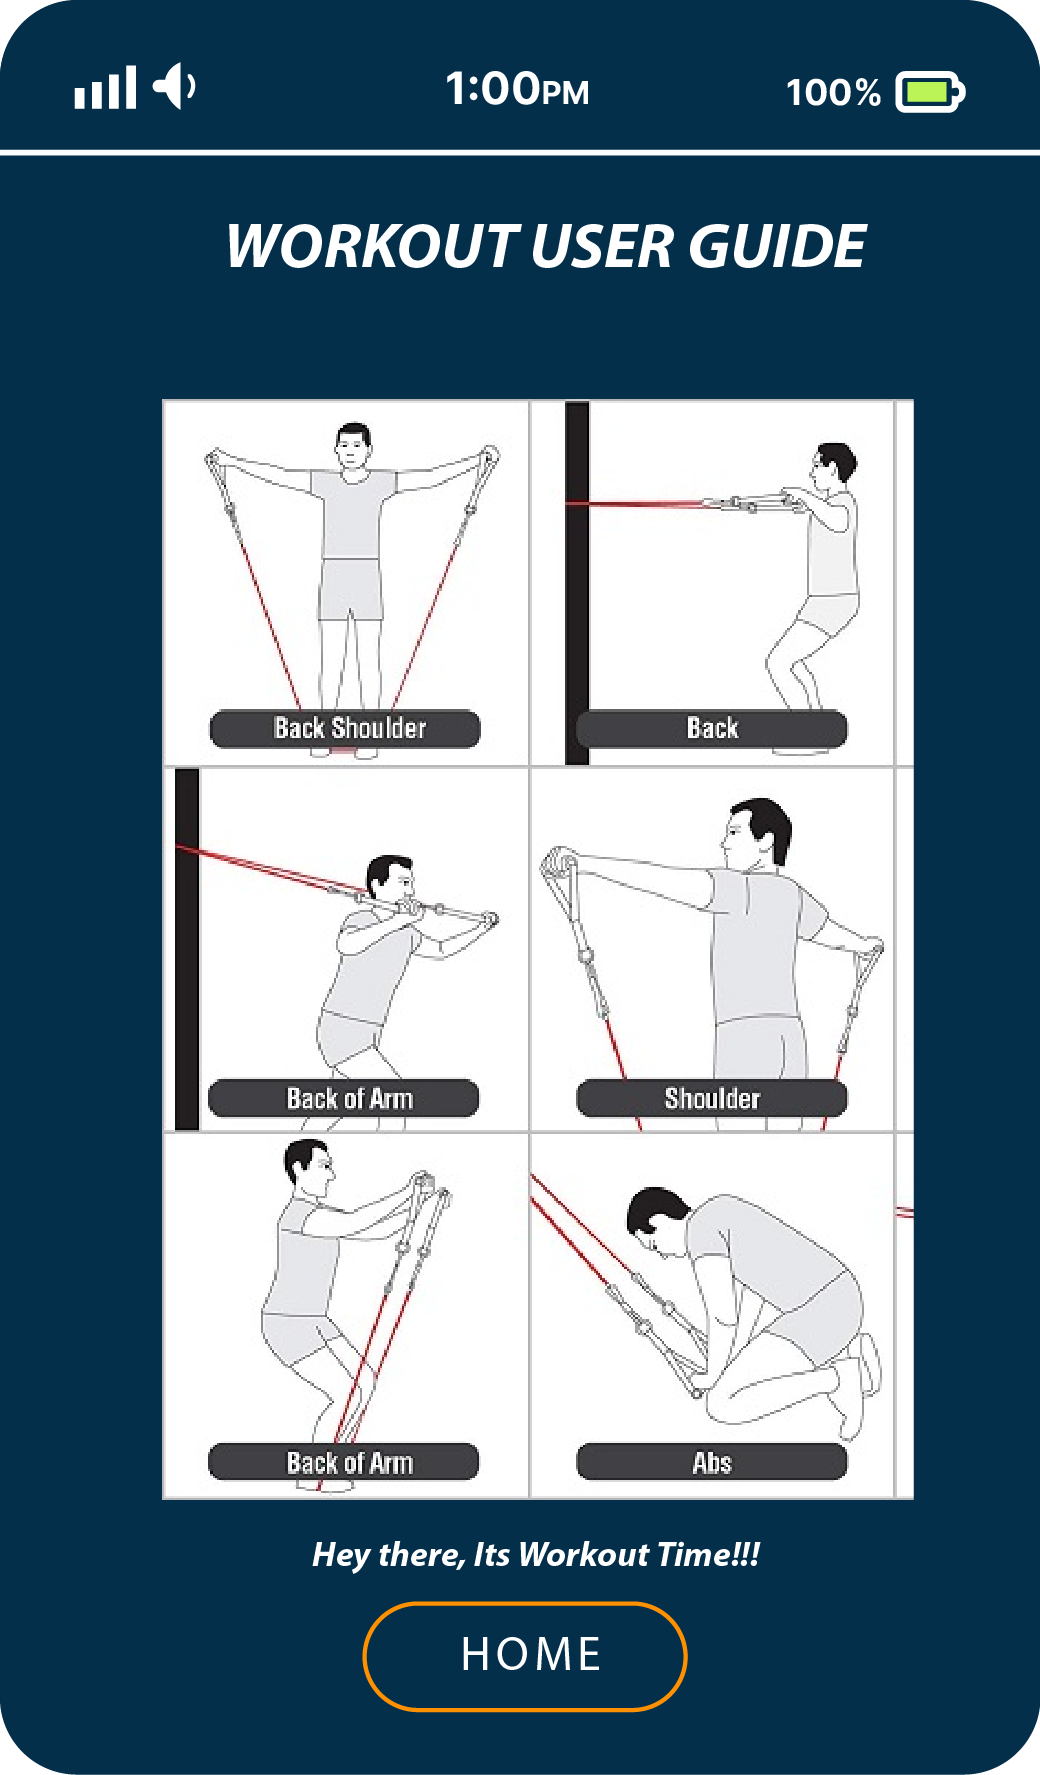 1:00PM
100%
WORKOUT USER GUIDE
Back Shoulder
Back
Back of Arm
Shoulder
Back of Arm
Abs
Hey there, Its Workout Time!!!
HOME